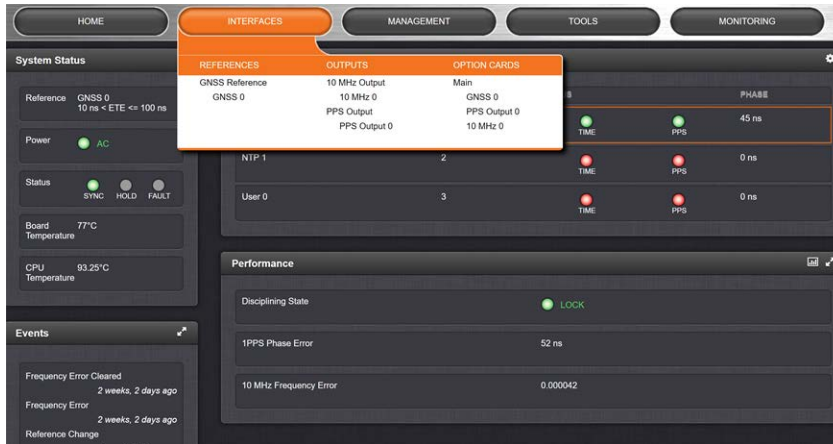 HOME
INTERFACES
MANAGEMENT
TOOLS
MONITORING
System Status
Reference GNSS 0
10 ns < ETE <= 100 ns
Power AC
Status
SYNC HOLD FAULT
Board Temperature 77°C
CPU Temperature 93.25°C
Events
Frequency Error Cleared
2 weeks, 2 days ago
Frequency Error
2 weeks, 2 days ago
Reference Change
REFERENCES
GNSS Reference
GNSS 0
OUTPUTS
10 MHz Output
10 MHz 0
PPS Output
PPS Output 0
OPTION CARDS
Main
GNSS 0
PPS Output 0
10 MHz 0
PHASE
TIME PPS 45 ns
NTP 1 2 TIME PPS 0 ns
User 0 3 TIME PPS 0 ns
Performance
Disciplining State LOCK
1PPS Phase Error 52 ns
10 MHz Frequency Error 0.000042